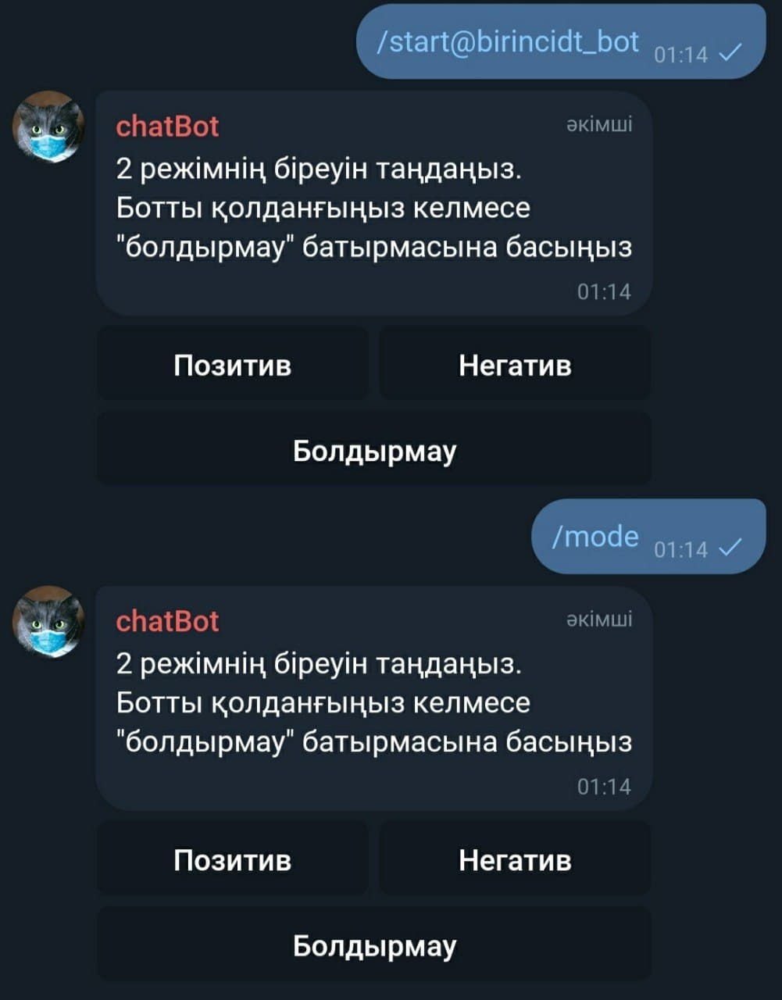 /start@birincidt_bot 01:14
chatBot әкімші
2 режімнің біреуін таңдаңыз.
Ботты қолданғыңыз келмесе
"болдырмау" батырмасына басыңыз
01:14
Позитив Негатив
Болдырмау
/mode 01:14
chatBot әкімші
2 режімнің біреуін таңдаңыз.
Ботты қолданғыңыз келмесе
"болдырмау" батырмасына басыңыз
01:14
Позитив Негатив
Болдырмау